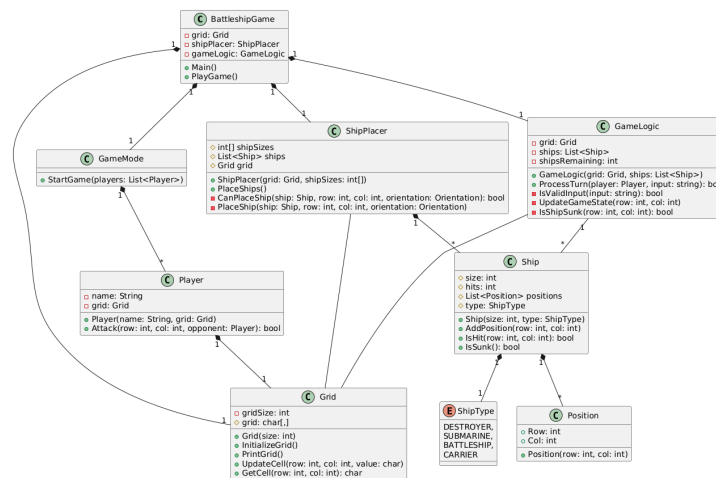 C BattleshipGame
- grid: Grid
- shipPlacer: ShipPlacer
- gameLogic: GameLogic
Main()
PlayGame()
1
1
1
1
1
1
C GameMode
StartGame(players: List<Player>)
C ShipPlacer
int[] shipSizes
List<Ship> ships
Grid grid
ShipPlacer(grid: Grid, shipSizes: int[])
PlaceShips()
CanPlaceShip(ship: Ship, row: int, col: int, orientation: Orientation): bool
PlaceShip(ship: Ship, row: int, col: int, orientation: Orientation)
C GameLogic
grid: Grid
ships: List<Ship>
shipsRemaining: int
GameLogic(grid: Grid, ships: List<Ship>)
ProcessTurn(player: Player, input: string): bo
IsValidInput(input: string): bool
UpdateGameState(row: int, col: int)
IsShipSunk(row: int, col: int): bool
1
1
1
*
*
*
1
C Player
name: String
grid: Grid
Player(name: String, grid: Grid)
Attack(row: int, col: int, opponent: Player): bool
C Ship
size: int
hits: int
List<Position> positions
type: ShipType
Ship(size: int, type: ShipType)
AddPosition(row: int, col: int)
IsHit(row: int, col: int): bool
IsSunk(): bool
1
1
1
1
1
*
1
C Grid
gridSize: int
grid: char[,]
Grid(size: int)
InitializeGrid()
PrintGrid()
UpdateCell(row: int, col: int, value: char)
GetCell(row: int, col: int): char
E ShipType
DESTROYER,
SUBMARINE,
BATTLESHIP,
CARRIER
C Position
Row: int
Col: int
Position(row: int, col: int)